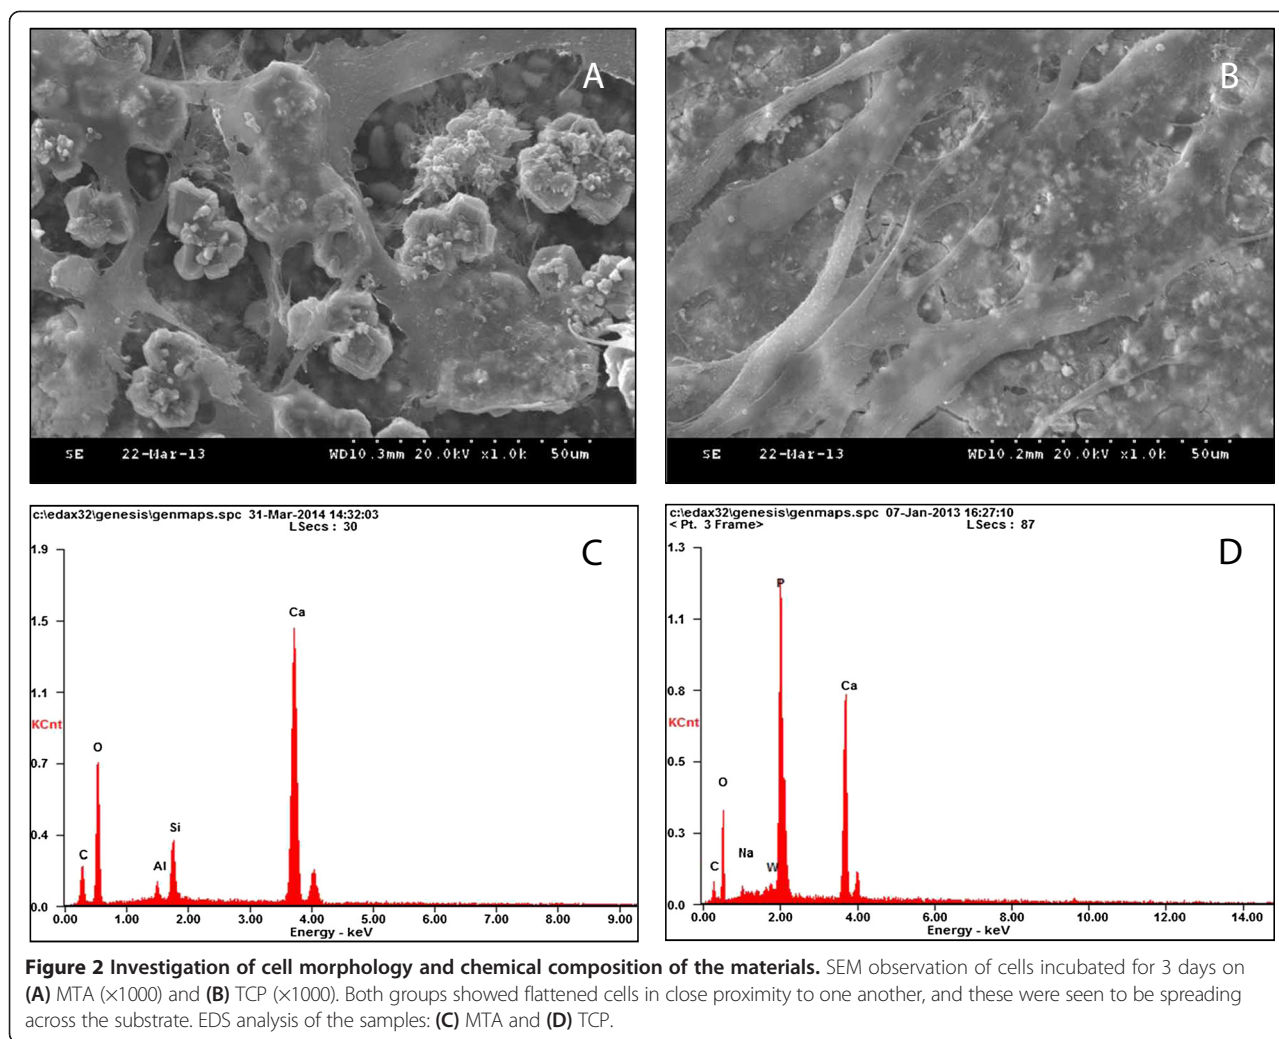 A
SE 22-Mar-13 WD10.3mm 20.0kV x1.0k 50um
B
SE 22-Mar-13 WD10.2mm 20.0kV x1.0k 50um
c:\edax32\genesis\genmaps.spc 31-Mar-2014 14:32:03
LSecs : 30
C
1.9
1.5
1.1
KCnt
0.7
0.4
0.0
C
O
Al
Si
Ca
0.00 1.00 2.00 3.00 4.00 5.00 6.00 7.00 8.00 9.00
Energy - keV
c:\edax32\genesis\genmaps.spc 07-Jan-2013 16:27:10
< Pt. 3 Frame> LSecs : 87
D
1.3
1.1
0.8
KCnt
0.5
0.3
0.0
C
O
Na
W
P
Ca
0.00 2.00 4.00 6.00 8.00 10.00 12.00 14.00
Energy - keV
Figure 2 Investigation of cell morphology and chemical composition of the materials. SEM observation of cells incubated for 3 days on
(A) MTA (×1000) and (B) TCP (×1000). Both groups showed flattened cells in close proximity to one another, and these were seen to be spreading
across the substrate. EDS analysis of the samples: (C) MTA and (D) TCP.